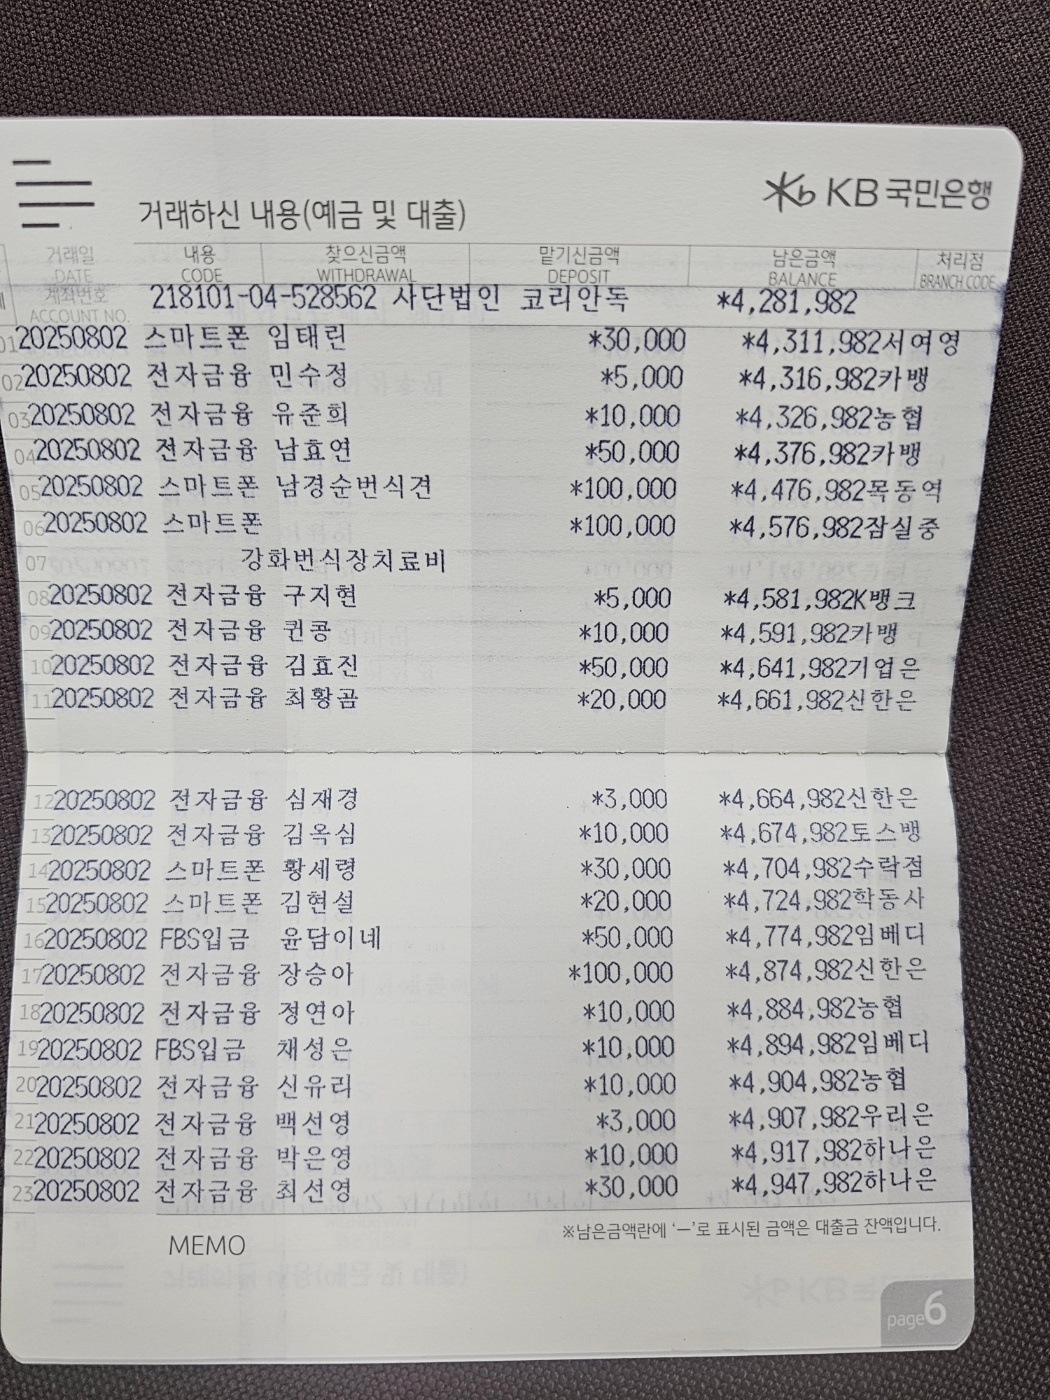 KB 국민은행
거래하신 내용(예금 및 대출)
거래일 내용 찾으신금액 맡기신금액 남은금액 처리점
DATE CODE WITHDRAWAL DEPOSIT BALANCE BRANCH CODE
계좌번호 ACCOUNT NO. 218101-04-528562 사단법인 코리안독 *4,281,982
01 20250802 스마트폰 임태린 *30,000 *4,311,982서여영
02 20250802 전자금융 민수정 *5,000 *4,316,982카뱅
03 20250802 전자금융 유준희 *10,000 *4,326,982농협
04 20250802 전자금융 남효연 *50,000 *4,376,982카뱅
05 20250802 스마트폰 남경순번식견 *100,000 *4,476,982목동역
06 20250802 스마트폰 *100,000 *4,576,982잠실중
07 강화번식장치료비
08 20250802 전자금융 구지현 *5,000 *4,581,982K뱅크
09 20250802 전자금융 퀸콩 *10,000 *4,591,982카뱅
10 20250802 전자금융 김효진 *50,000 *4,641,982기업은
11 20250802 전자금융 최황곰 *20,000 *4,661,982신한은
12 20250802 전자금융 심재경 *3,000 *4,664,982신한은
13 20250802 전자금융 김옥심 *10,000 *4,674,982토스뱅
14 20250802 스마트폰 황세령 *30,000 *4,704,982수락점
15 20250802 스마트폰 김현설 *20,000 *4,724,982학동사
16 20250802 FBS입금 윤담이네 *50,000 *4,774,982임베디
17 20250802 전자금융 장승아 *100,000 *4,874,982신한은
18 20250802 전자금융 정연아 *10,000 *4,884,982농협
19 20250802 FBS입금 채성은 *10,000 *4,894,982임베디
20 20250802 전자금융 신유리 *10,000 *4,904,982농협
21 20250802 전자금융 백선영 *3,000 *4,907,982우리은
22 20250802 전자금융 박은영 *10,000 *4,917,982하나은
23 20250802 전자금융 최선영 *30,000 *4,947,982하나은
※남은금액란에 '—'로 표시된 금액은 대출금 잔액입니다.
MEMO
page 6